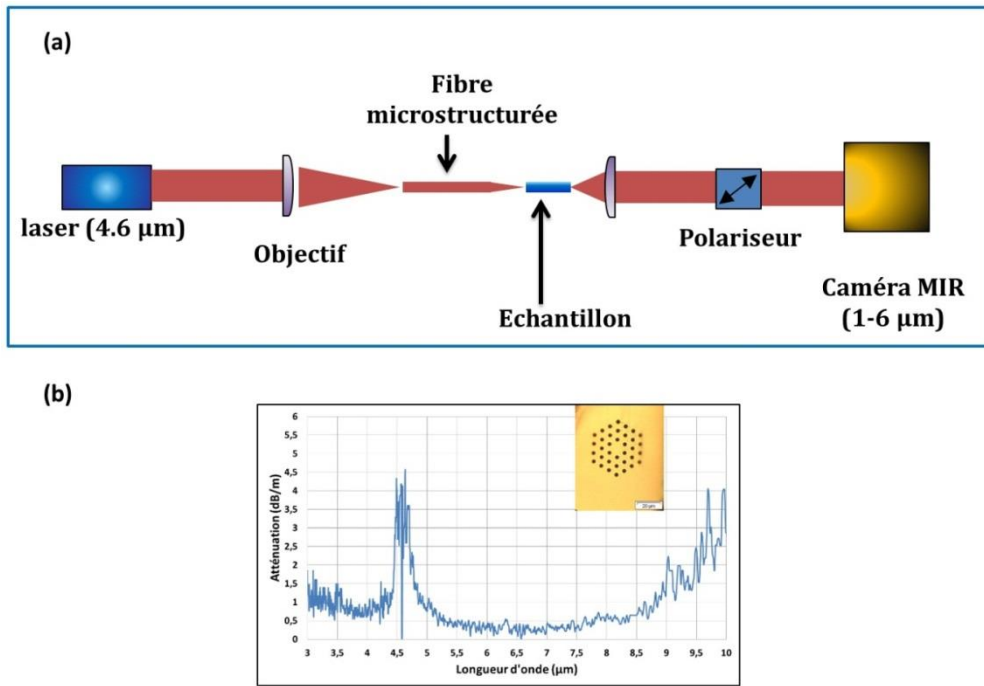 (a)
Fibre
microstructurée
laser (4.6 µm)
Objectif
Echantillon
Polariseur
Caméra MIR
(1-6 µm)
(b)
6
5,5
5
4,5
4
3,5
3
2,5
2
1,5
1
0,5
0
Atténuation (dB/m)
20 µm
3 3,5 4 4,5 5 5,5 6 6,5 7 7,5 8 8,5 9 9,5 10
Longueur d'onde (µm)